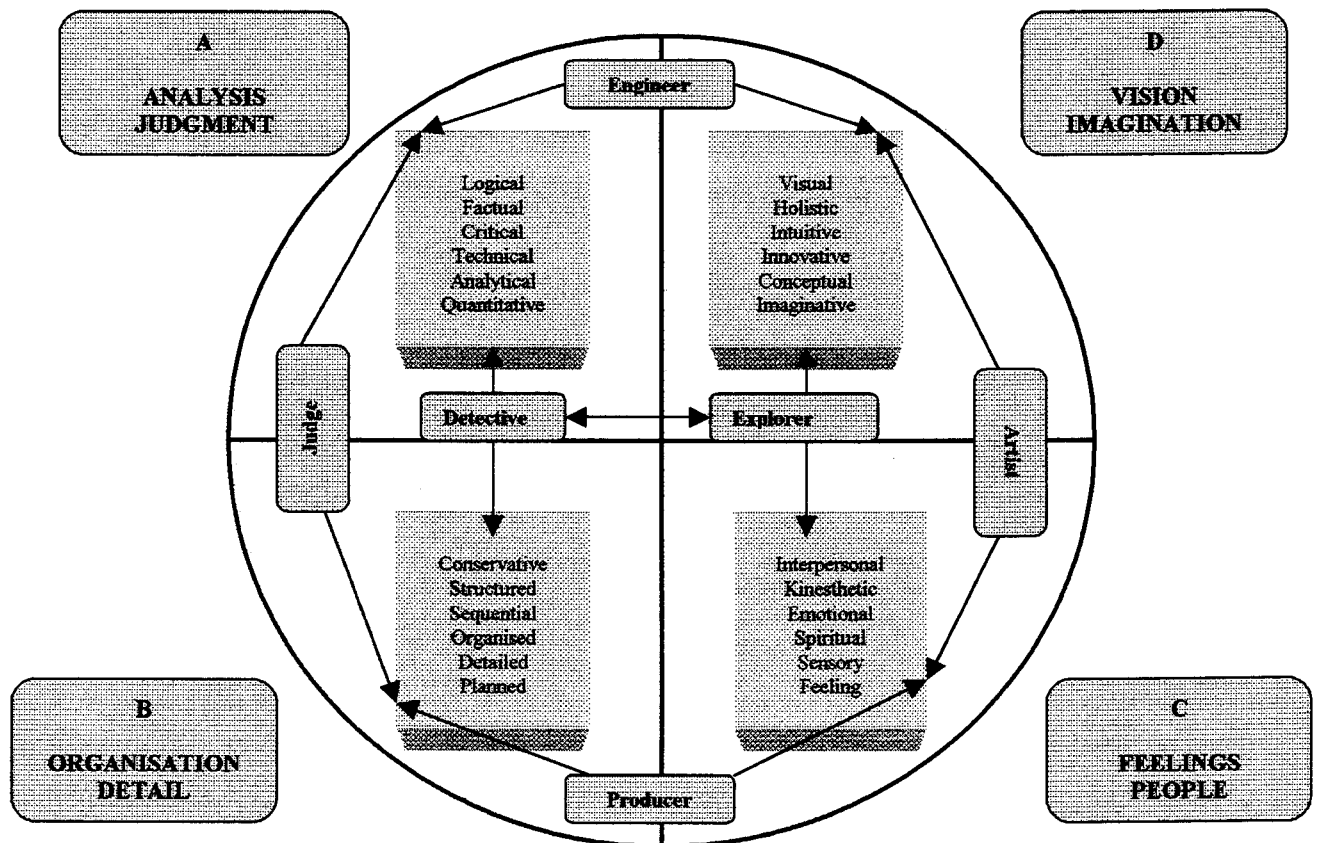 A
ANALYSIS
JUDGMENT
D
VISION
IMAGINATION
Engineer
Logical
Factual
Critical
Technical
Analytical
Quantitative
Visual
Holistic
Intuitive
Innovative
Conceptual
Imaginative
Judge
Detective
Explorer
Artist
Conservative
Structured
Sequential
Organised
Detailed
Planned
Interpersonal
Kinesthetic
Emotional
Spiritual
Sensory
Feeling
B
ORGANISATION
DETAIL
C
FEELINGS
PEOPLE
Producer